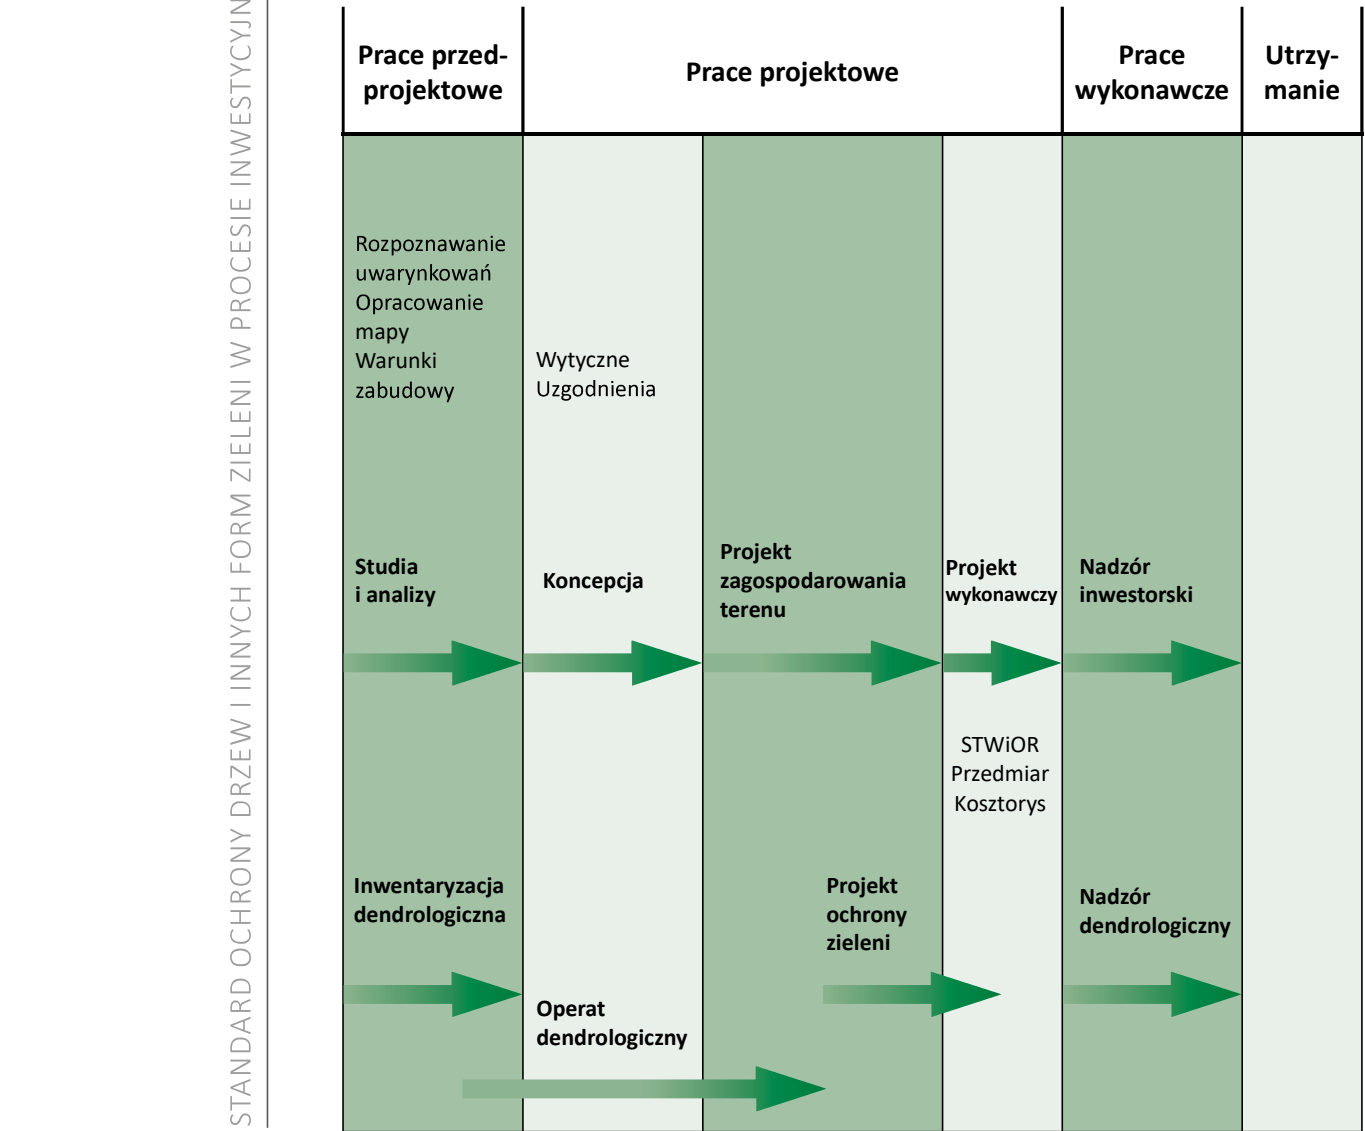 STANDARD OCHRONY DRZEW I INNYCH FORM ZIELENI W PROCESIE INWESTYCYJN
Prace przed-
projektowe
Prace projektowe
Prace
wykonawcze
Utrzy-
manie
Rozpoznawanie
uwarynkowań
Opracowanie
mapy
Warunki
zabudowy
Wytyczne
Uzgodnienia
Studia
i analizy
Koncepcja
Projekt
zagospodarowania
terenu
Projekt
wykonawczy
Nadzór
inwestorski
STWiOR
Przedmiar
Kosztorys
Inwentaryzacja
dendrologiczna
Operat
dendrologiczny
Projekt
ochrony
zieleni
Nadzór
dendrologiczny